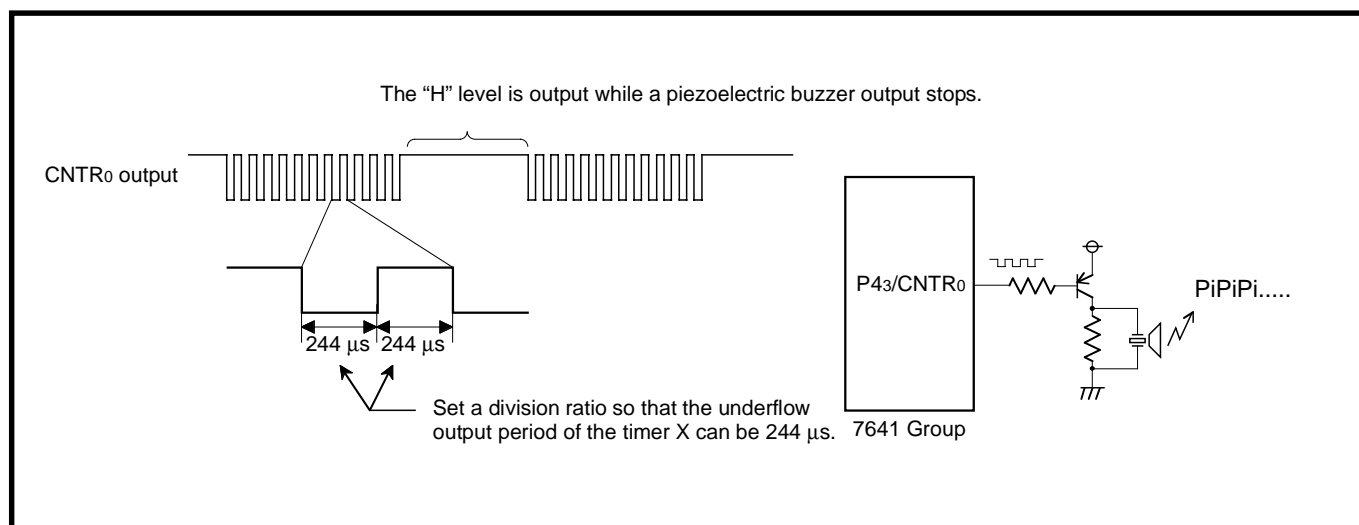 The “H” level is output while a piezoelectric buzzer output stops.
CNTR0 output
244 μs
244 μs
Set a division ratio so that the underflow
output period of the timer X can be 244 μs.
P43/CNTR0
PiPiPi.....
7641 Group